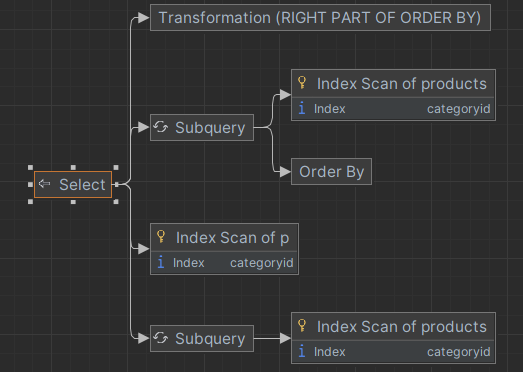 Transformation (RIGHT PART OF ORDER BY)
Index Scan of products
i Index categoryid
Subquery
Order By
Select
Index Scan of p
i Index categoryid
Subquery
Index Scan of products
i Index categoryid